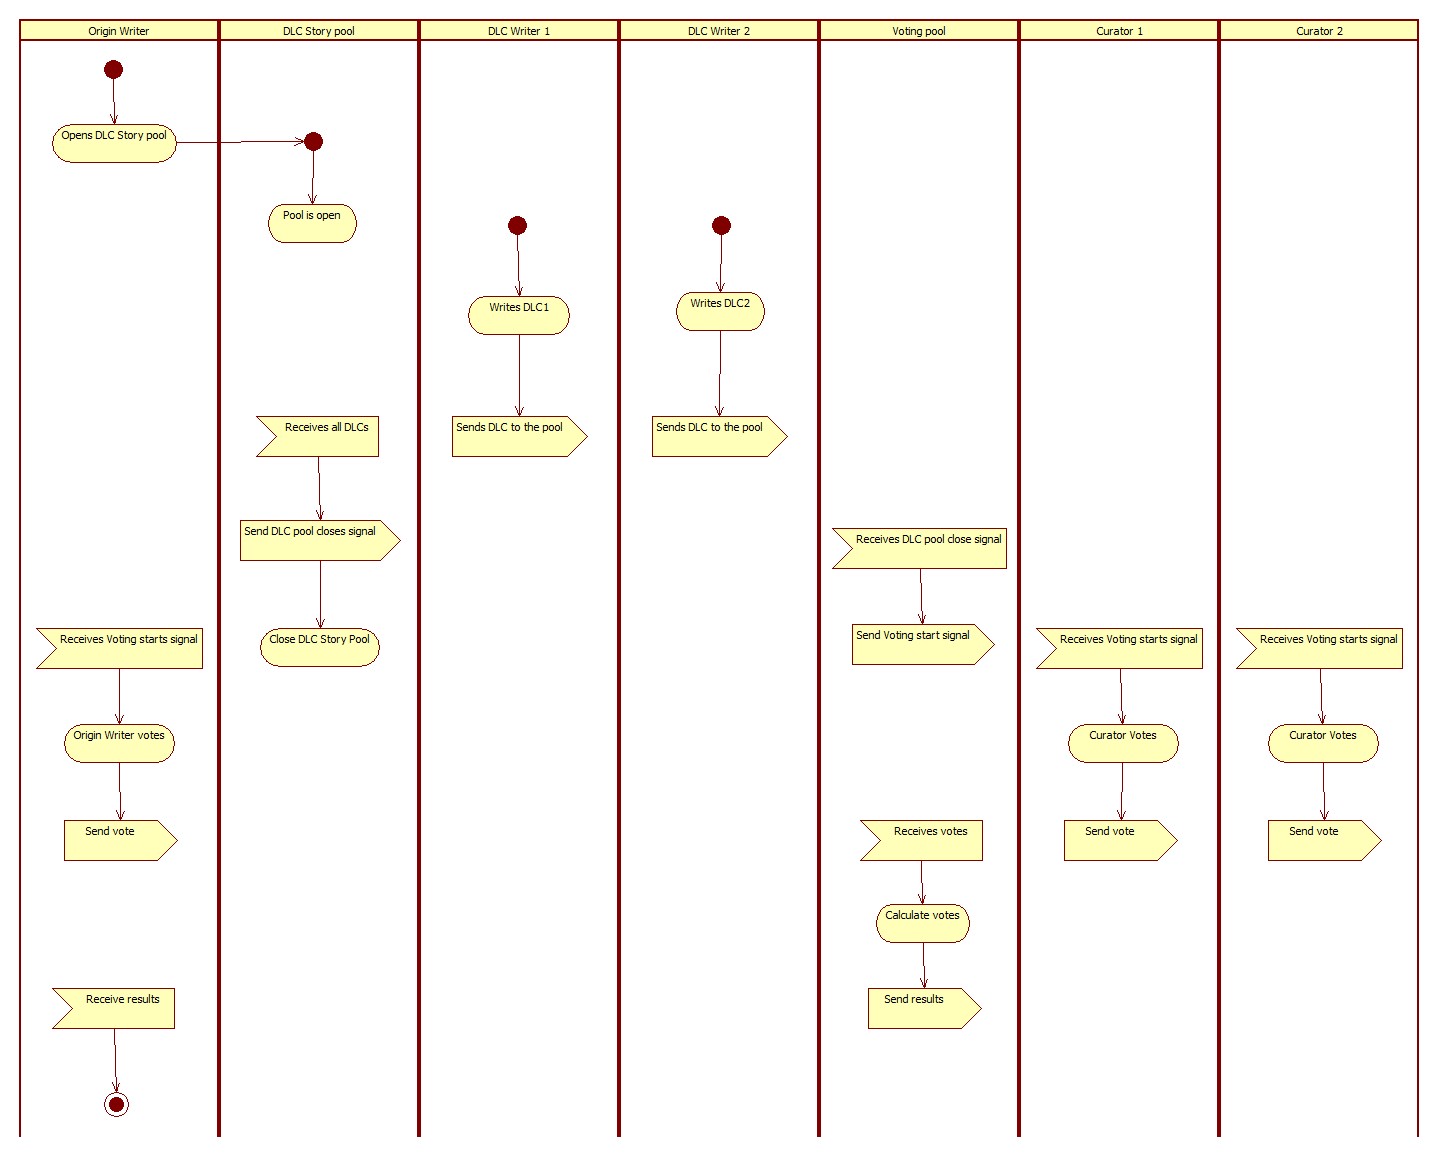 Origin Writer
DLC Story pool
DLC Writer 1
DLC Writer 2
Voting pool
Curator 1
Curator 2
Opens DLC Story pool
Pool is open
Writes DLC1
Writes DLC2
Receives all DLCs
Sends DLC to the pool
Sends DLC to the pool
Send DLC pool closes signal
Receives DLC pool close signal
Receives Voting starts signal
Close DLC Story Pool
Send Voting start signal
Receives Voting starts signal
Receives Voting starts signal
Origin Writer votes
Curator Votes
Curator Votes
Send vote
Receives votes
Send vote
Send vote
Calculate votes
Receive results
Send results